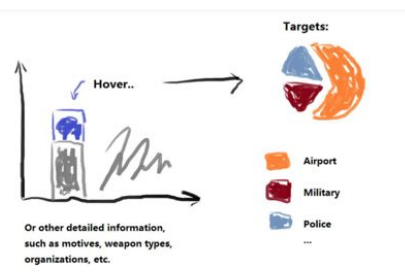 Targets:
Hover..
Airport
Military
Police
...
Or other detailed information,
such as motives, weapon types,
organizations, etc.